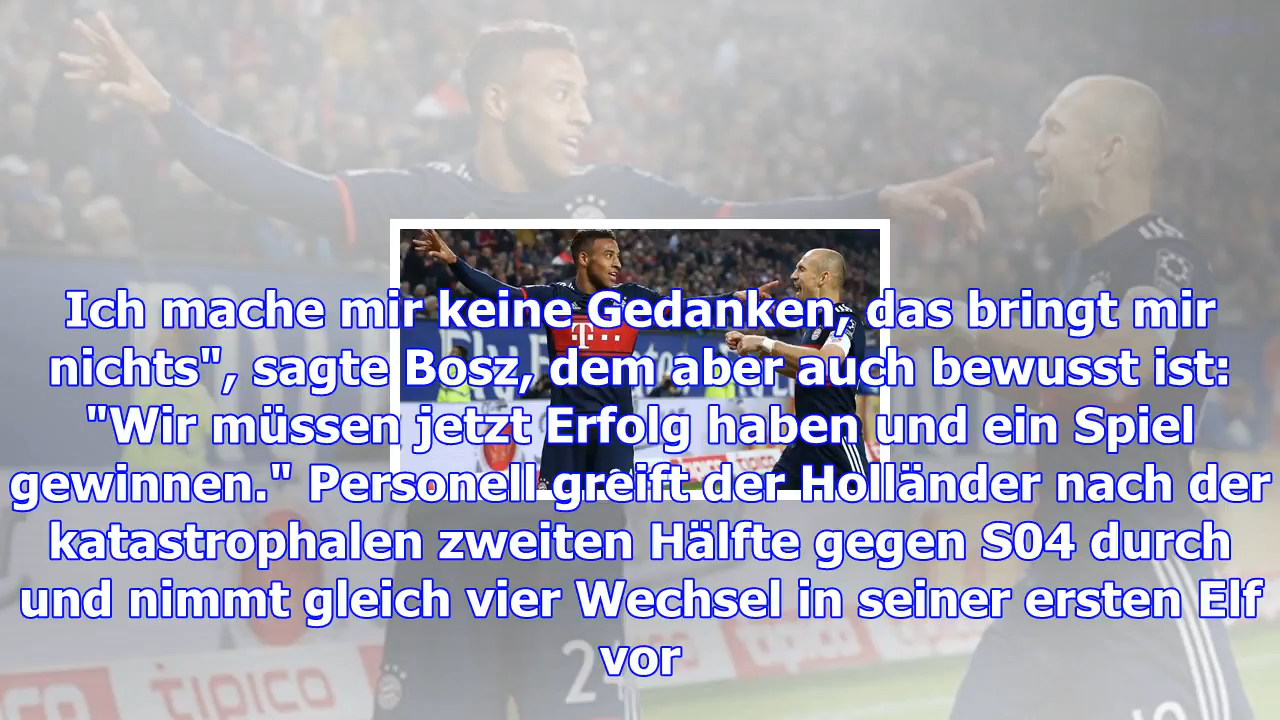 Ich mache mir keine Gedanken, das bringt mir
nichts", sagte Bosz, dem aber auch bewusst ist:
"Wir müssen jetzt Erfolg haben und ein Spiel
gewinnen." Personell greift der Holländer nach der
katastrophalen zweiten Hälfte gegen S04 durch
und nimmt gleich vier Wechsel in seiner ersten Elf
vor
TIPICO
24